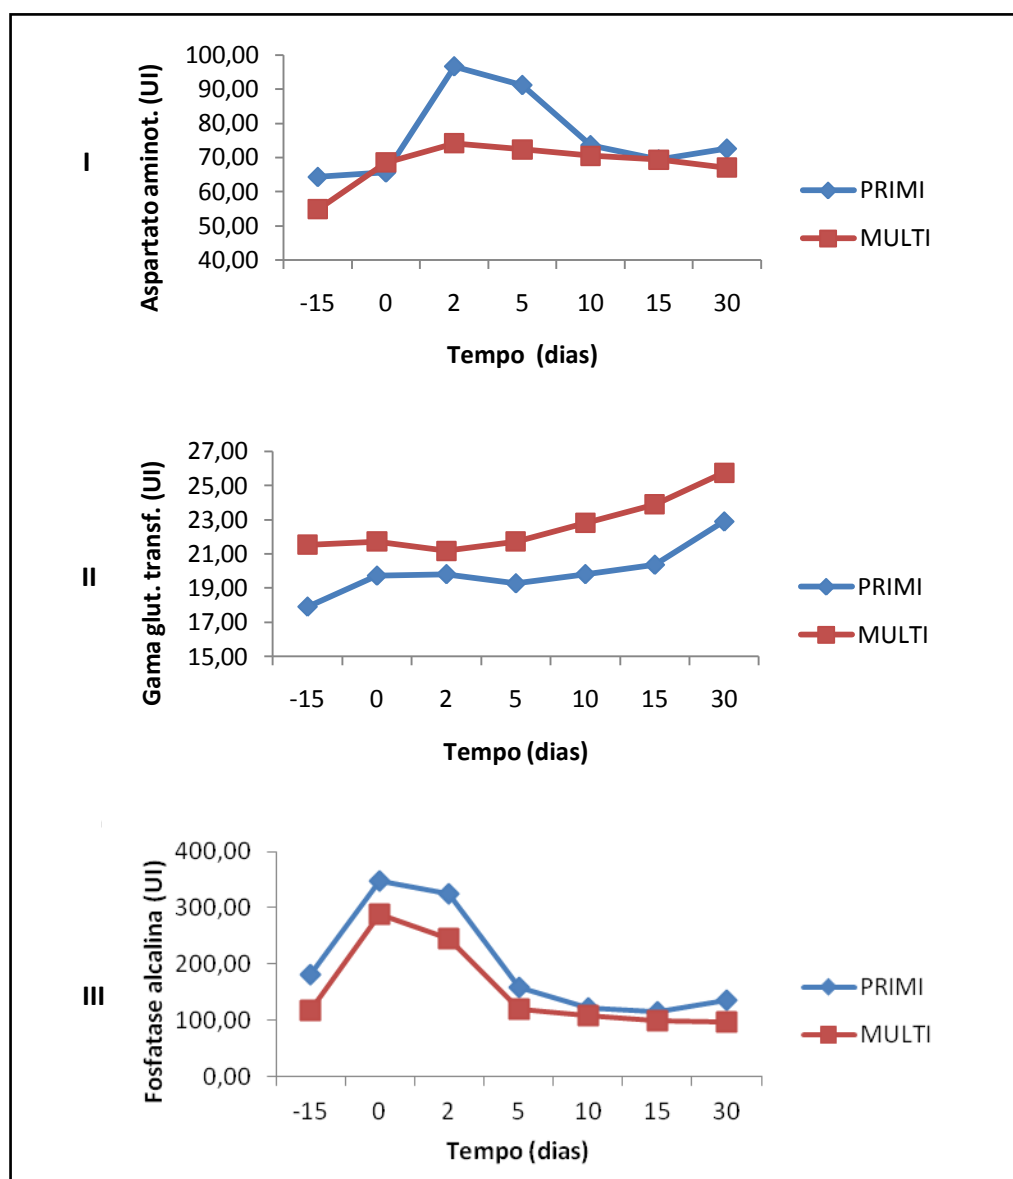 I
Aspartato aminot. (UI)
100,00
90,00
80,00
70,00
60,00
50,00
40,00
-15 0 2 5 10 15 30
Tempo (dias)
PRIMI
MULTI
II
Gama glut. transf. (UI)
27,00
25,00
23,00
21,00
19,00
17,00
15,00
-15 0 2 5 10 15 30
Tempo (dias)
PRIMI
MULTI
III
Fosfatase alcalina (UI)
400,00
300,00
200,00
100,00
0,00
-15 0 2 5 10 15 30
Tempo (dias)
PRIMI
MULTI